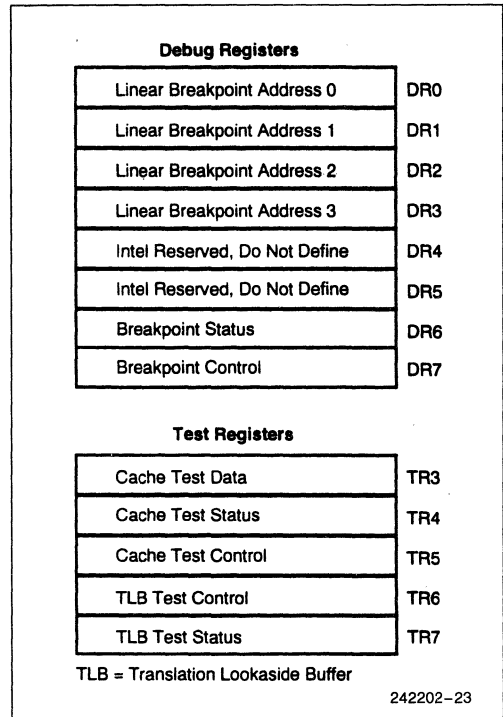 Debug Registers
Linear Breakpoint Address 0 DR0
Linear Breakpoint Address 1 DR1
Linear Breakpoint Address 2 DR2
Linear Breakpoint Address 3 DR3
Intel Reserved, Do Not Define DR4
Intel Reserved, Do Not Define DR5
Breakpoint Status DR6
Breakpoint Control DR7
Test Registers
Cache Test Data TR3
Cache Test Status TR4
Cache Test Control TR5
TLB Test Control TR6
TLB Test Status TR7
TLB = Translation Lookaside Buffer
242202–23